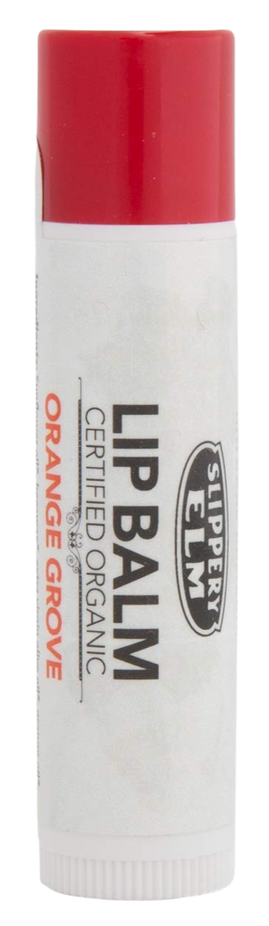 SLIPPERY
ELM
LIP BALM
CERTIFIED ORGANIC
ORANGE GROVE